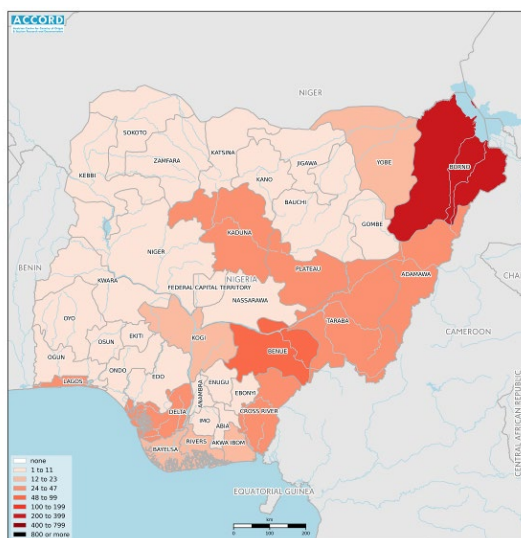 ACCORD
NIGER
SOKOTO
KATSINA
ZAMFARA
JIGAWA
YOBE
BORNO
KANO
KEBBI
BAUCHI
GOMBE
KADUNA
BENIN
NIGER
NIGERIA
PLATEAU
ADAMAWA
CHA
KWARA
FEDERAL CAPITAL TERRITORY
NASSARAWA
OYO
TARABA
CAMEROON
EKITI
KOGI
OSUN
BENUE
OGUN
ONDO
EDO
ENUGU
ANAMBRA
EBONYI
LAGOS
DELTA
CROSS RIVER
IMO
ABIA
RIVERS
AKWA IBOM
BAYELSA
CENTRAL AFRICAN REPUBLIC
EQUATORIAL GUINEA
none
1 to 11
12 to 23
24 to 47
48 to 99
100 to 199
200 to 399
400 to 799
800 or more
km
0 100 200